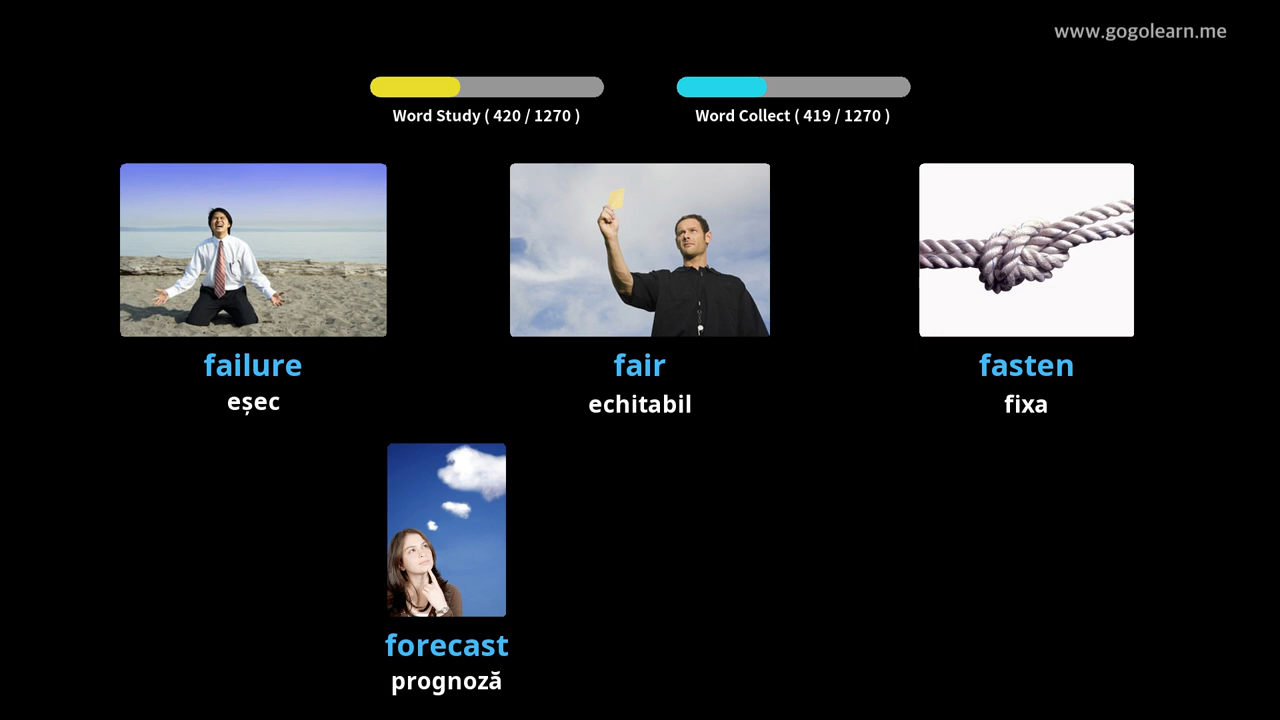 www.gogolearn.me
Word Study ( 420 / 1270 )
Word Collect ( 419 / 1270 )
failure
eșec
fair
echitabil
fasten
fixa
forecast
prognoză